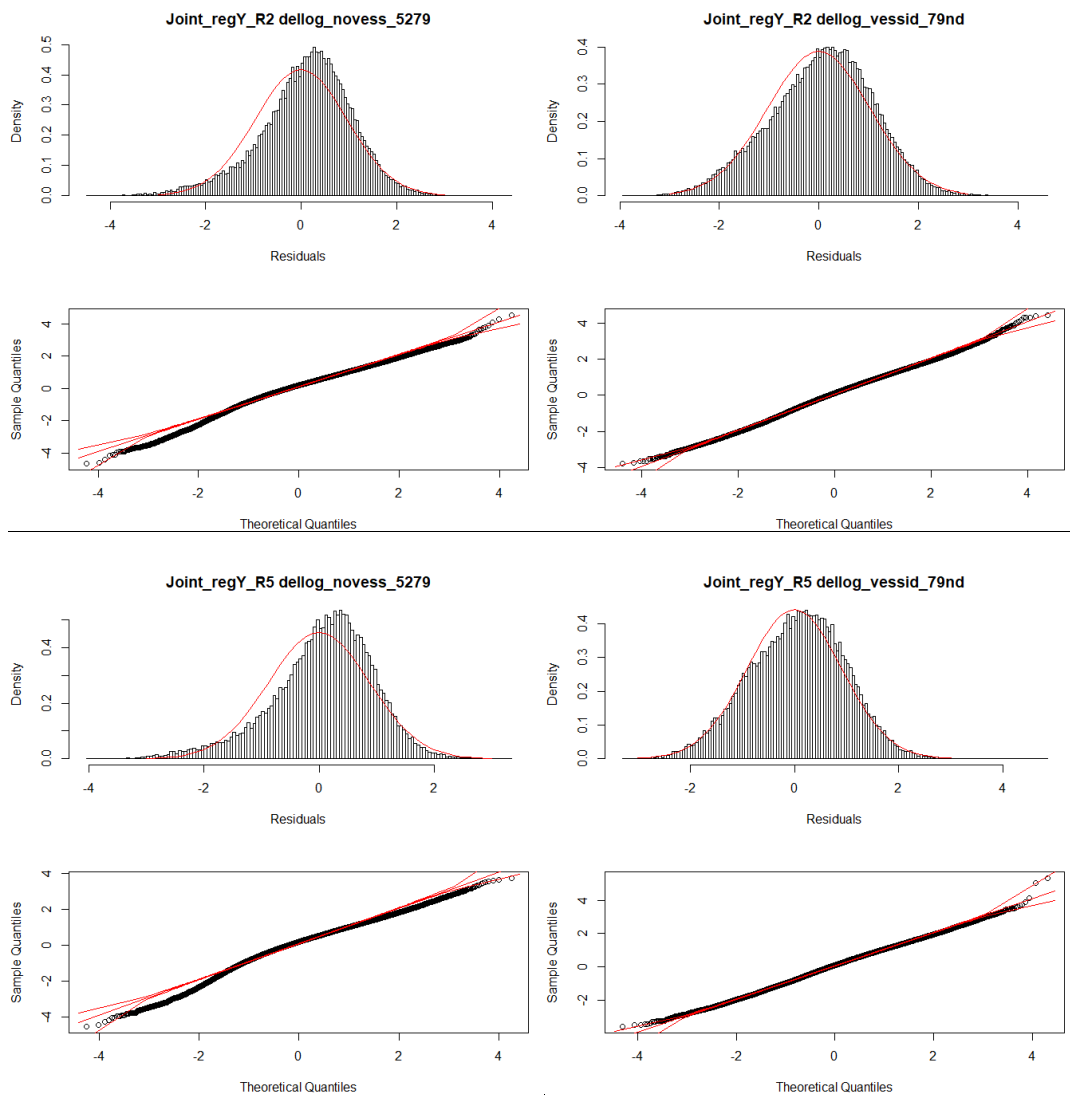 Joint_regY_R2 dellog_novess_5279
Density
0.0 0.1 0.2 0.3 0.4 0.5
-4 -2 0 2 4
Residuals
Sample Quantiles
-4 -2 0 2 4
-4 -2 0 2 4
Theoretical Quantiles
Joint_regY_R2 dellog_vessid_79nd
Density
0.0 0.1 0.2 0.3 0.4
-4 -2 0 2 4
Residuals
Sample Quantiles
-4 -2 0 2 4
-4 -2 0 2 4
Theoretical Quantiles
Joint_regY_R5 dellog_novess_5279
Density
0.0 0.2 0.4
-4 -2 0 2
Residuals
Sample Quantiles
-4 -2 0 2 4
-4 -2 0 2 4
Theoretical Quantiles
Joint_regY_R5 dellog_vessid_79nd
Density
0.0 0.1 0.2 0.3 0.4
-2 0 2 4
Residuals
Sample Quantiles
-2 0 2 4
-4 -2 0 2 4
Theoretical Quantiles